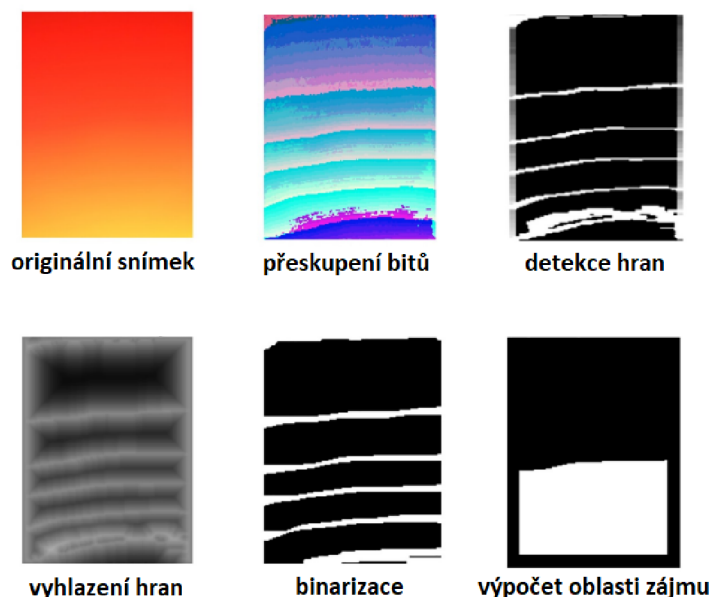 originální snímek
přeskupení bitů
detekce hran
vyhlazení hran
binarizace
výpočet oblasti zájmu